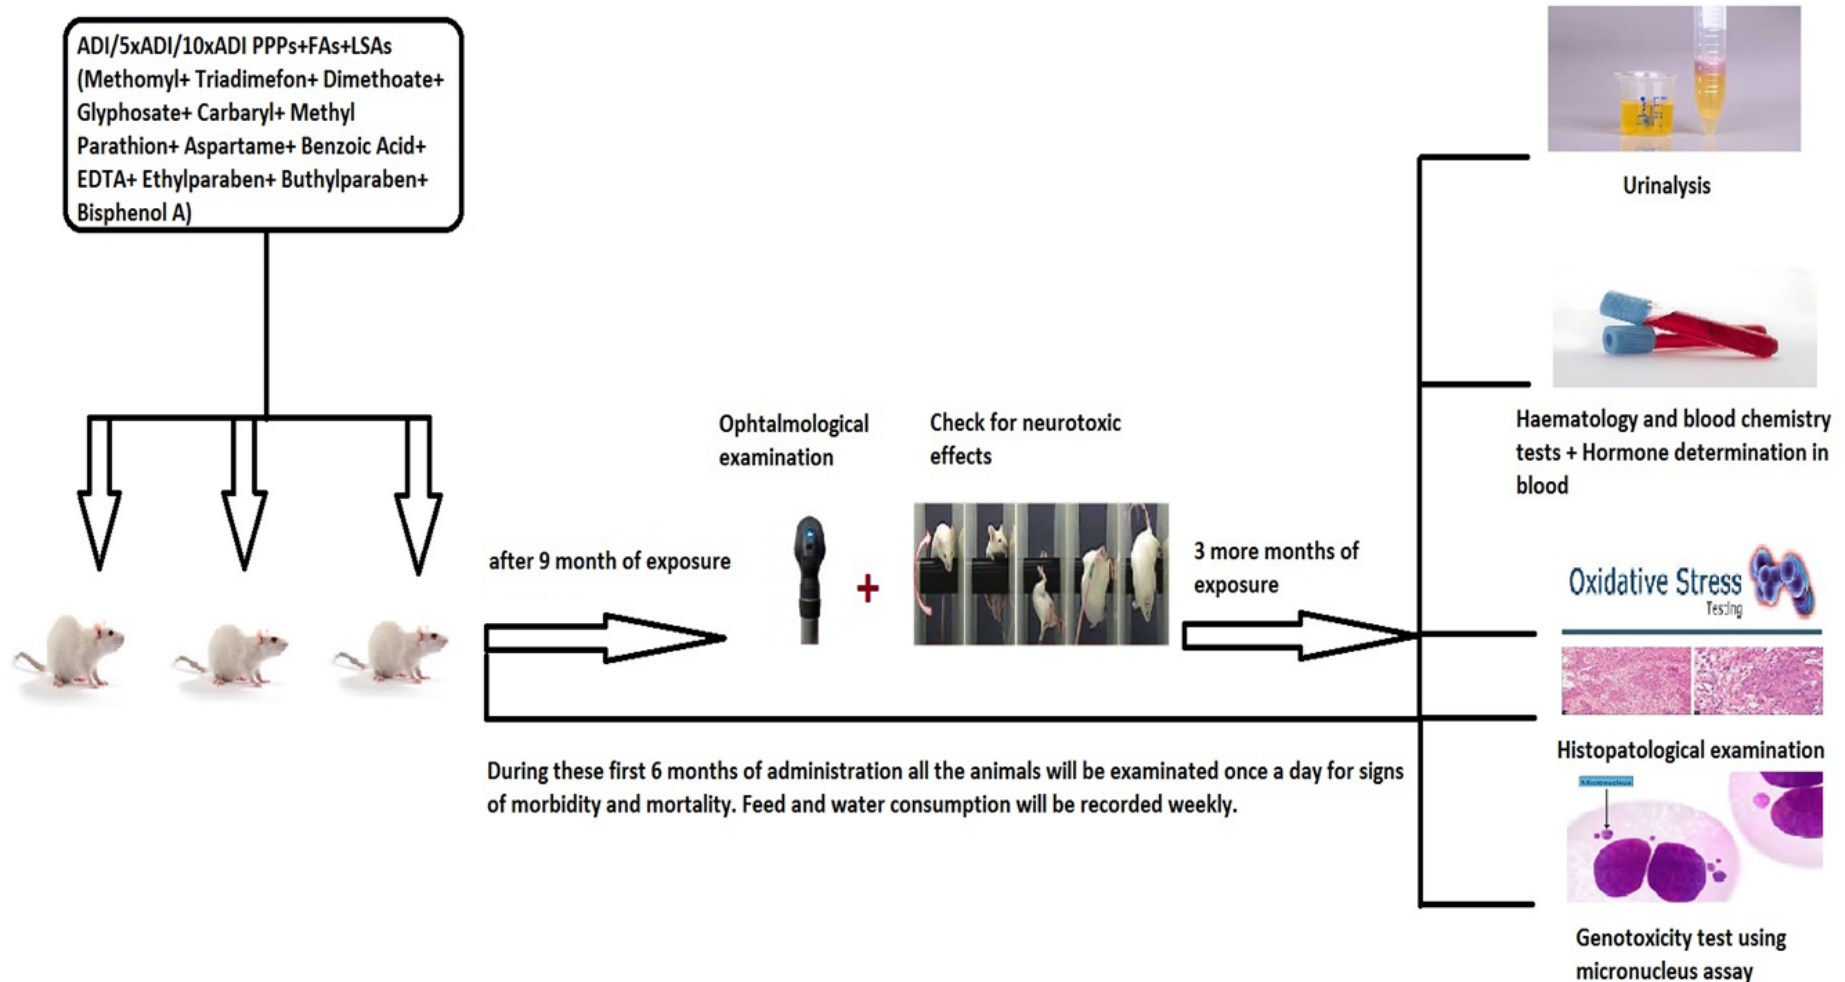 ADI/5xADI/10xADI PPPs+FAs+LSAs
(Methomyl+ Triadimefon+ Dimethoate+
Glyphosate+ Carbaryl+ Methyl
Parathion+ Aspartame+ Benzoic Acid+
EDTA+ Ethylparaben+ Buthylparaben+
Bisphenol A)
after 9 month of exposure
Ophtalmological
examination
+
Check for neurotoxic
effects
3 more months of
exposure
During these first 6 months of administration all the animals will be examined once a day for signs
of morbidity and mortality. Feed and water consumption will be recorded weekly.
Urinalysis
Haematology and blood chemistry
tests + Hormone determination in
blood
Oxidative Stress
Testing
Histopatological examination
Micronucleus
Genotoxicity test using
micronucleus assay